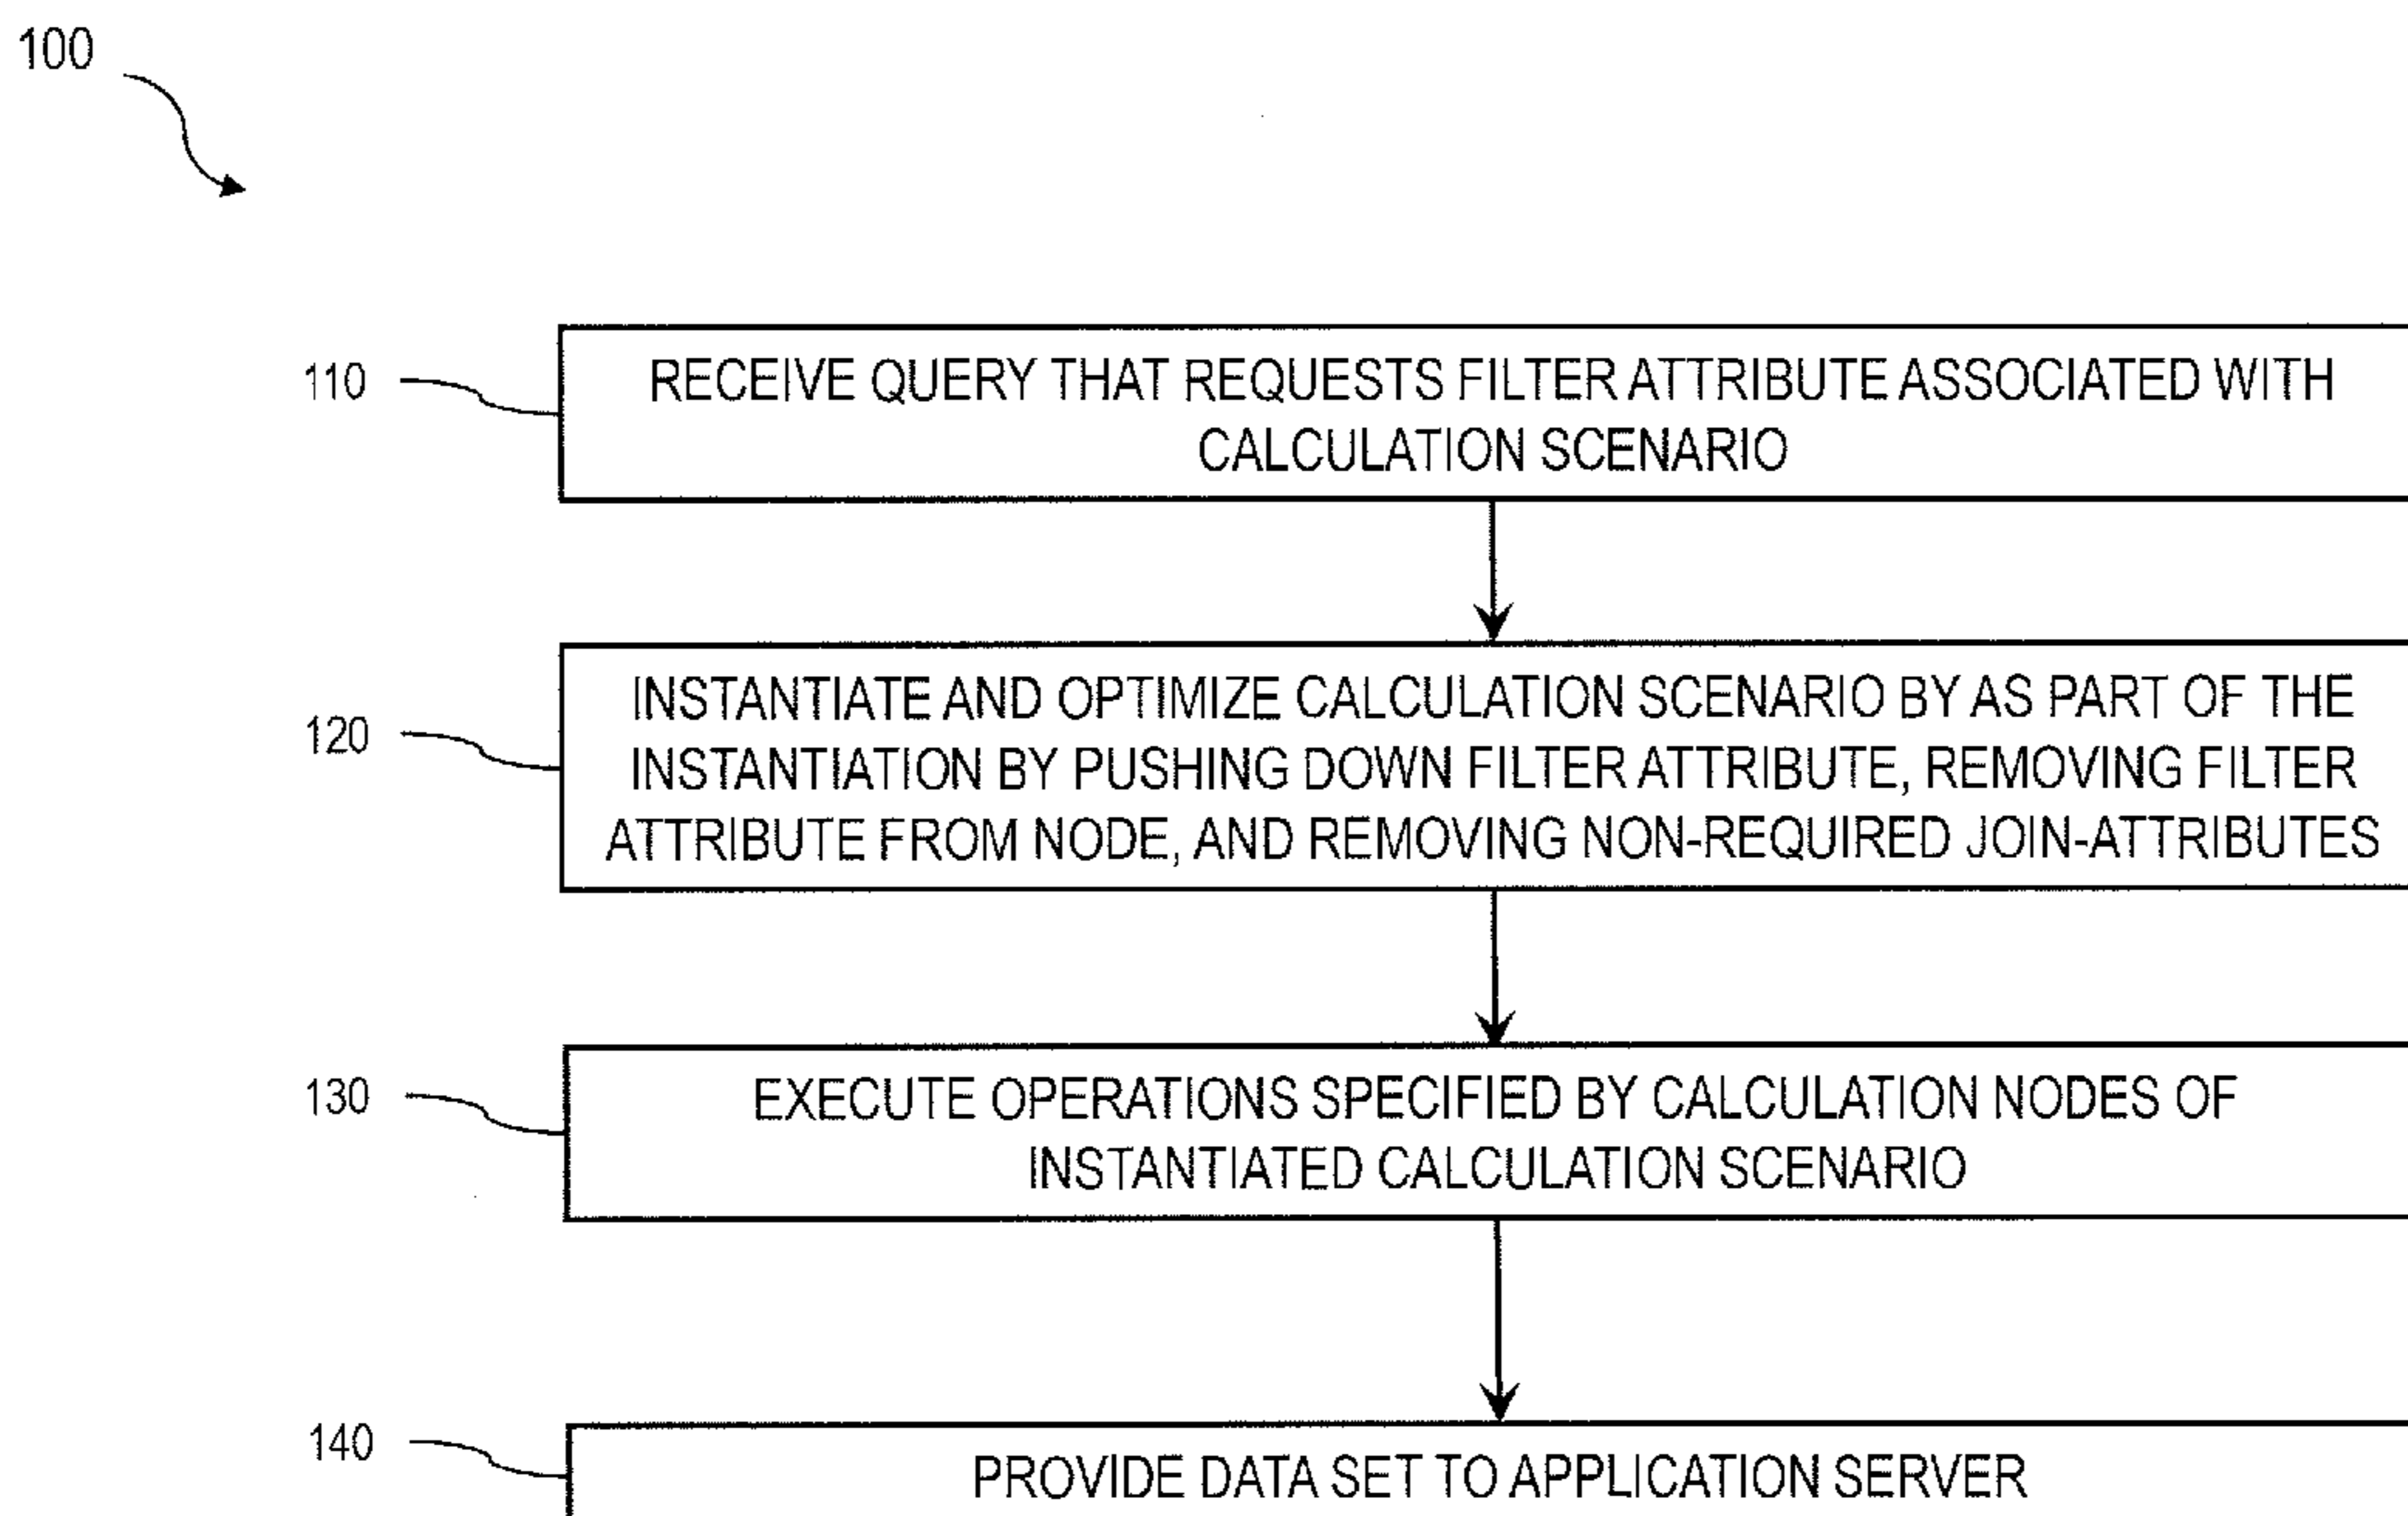 100
110
RECEIVE QUERY THAT REQUESTS FILTER ATTRIBUTE ASSOCIATED WITH
CALCULATION SCENARIO
120
INSTANTIATE AND OPTIMIZE CALCULATION SCENARIO BY AS PART OF THE
INSTANTIATION BY PUSHING DOWN FILTER ATTRIBUTE, REMOVING FILTER
ATTRIBUTE FROM NODE, AND REMOVING NON-REQUIRED JOIN-ATTRIBUTES
130
EXECUTE OPERATIONS SPECIFIED BY CALCULATION NODES OF
INSTANTIATED CALCULATION SCENARIO
140
PROVIDE DATA SET TO APPLICATION SERVER